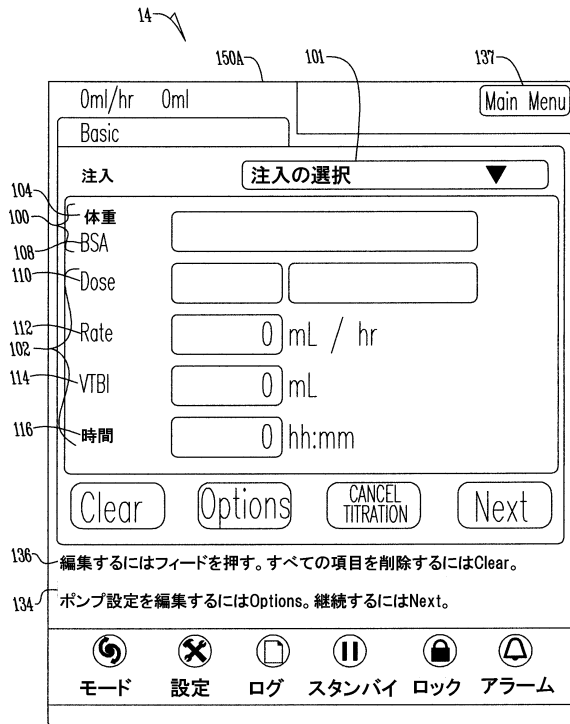 14
150A 101 137
0ml/hr 0ml Main Menu
Basic
注入 注入の選択 ▼
104 体重
100
108 BSA
110 Dose
112 Rate 0 mL / hr
102
114 VTBI 0 mL
116 時間 0 hh:mm
Clear Options CANCEL TITRATION Next
136 編集するにはフィードを押す。すべての項目を削除するにはClear。
134 ポンプ設定を編集するにはOptions。継続するにはNext。
モード 設定 ログ スタンバイ ロック アラーム